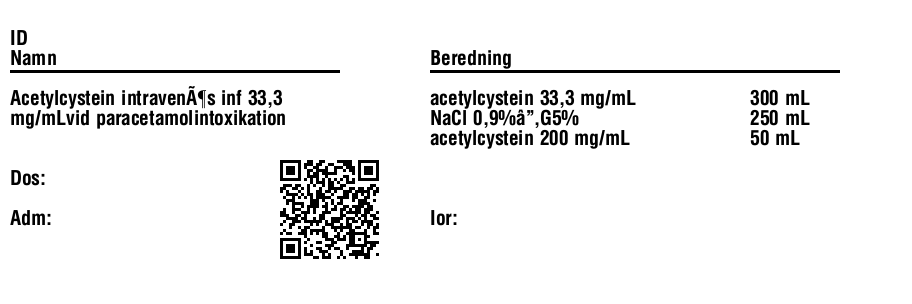 ID
Namn
Acetylcystein intravenÃ¶s inf 33,3
mg/mLvid paracetamolintoxikation
Dos:
Adm:
Beredning
acetylcystein 33,3 mg/mL 300 mL
NaCl 0,9%â”‚G5% 250 mL
acetylcystein 200 mg/mL 50 mL
Ior: